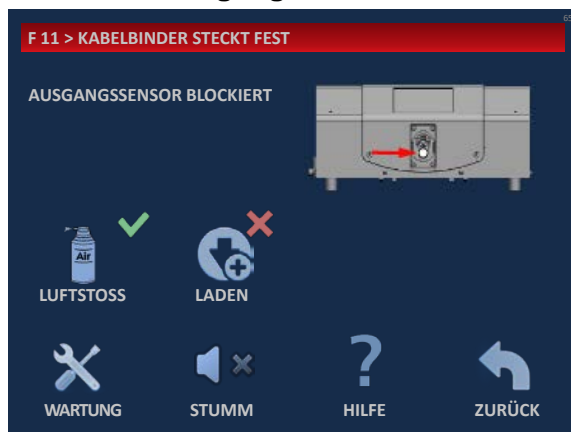 F 11 > KABELBINDER STECKT FEST
AUSGANGSSENSOR BLOCKIERT
Air
LUFTSTOSS
LADEN
WARTUNG
STUMM
?
HILFE
ZURÜCK